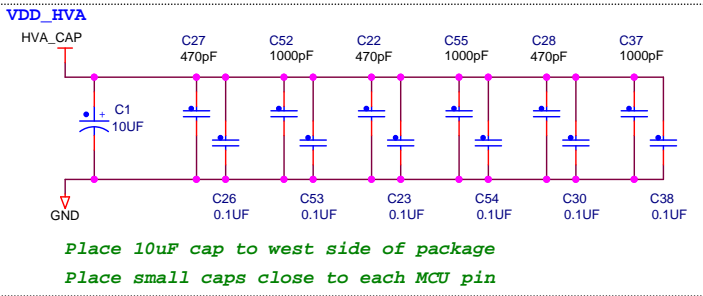 VDD_HVA
HVA_CAP
C27 C52 C22 C55 C28 C37
470pF 1000pF 470pF 1000pF 470pF 1000pF
+ C1
10UF
C26 C53 C23 C54 C30 C38
0.1UF 0.1UF 0.1UF 0.1UF 0.1UF 0.1UF
GND
Place 10uF cap to west side of package
Place small caps close to each MCU pin